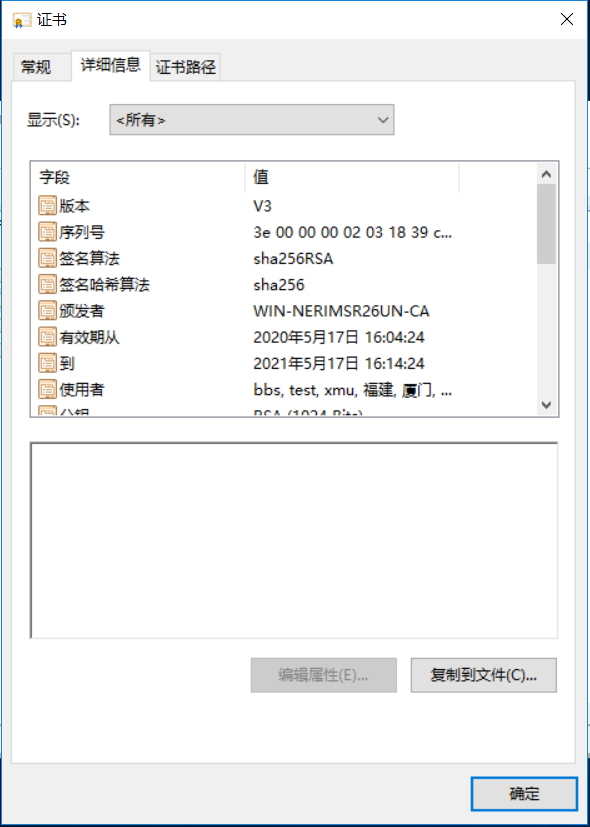 证书
常规 详细信息 证书路径
显示(S): <所有>
字段 值
版本 V3
序列号 3e 00 00 00 02 03 18 39 c...
签名算法 sha256RSA
签名哈希算法 sha256
颁发者 WIN-NERIMSR26UN-CA
有效期从 2020年5月17日 16:04:24
到 2021年5月17日 16:14:24
使用者 bbs, test, xmu, 福建, 厦门, ...
公钥 RSA (1024 Bits)
编辑属性(E)... 复制到文件(C)...
确定